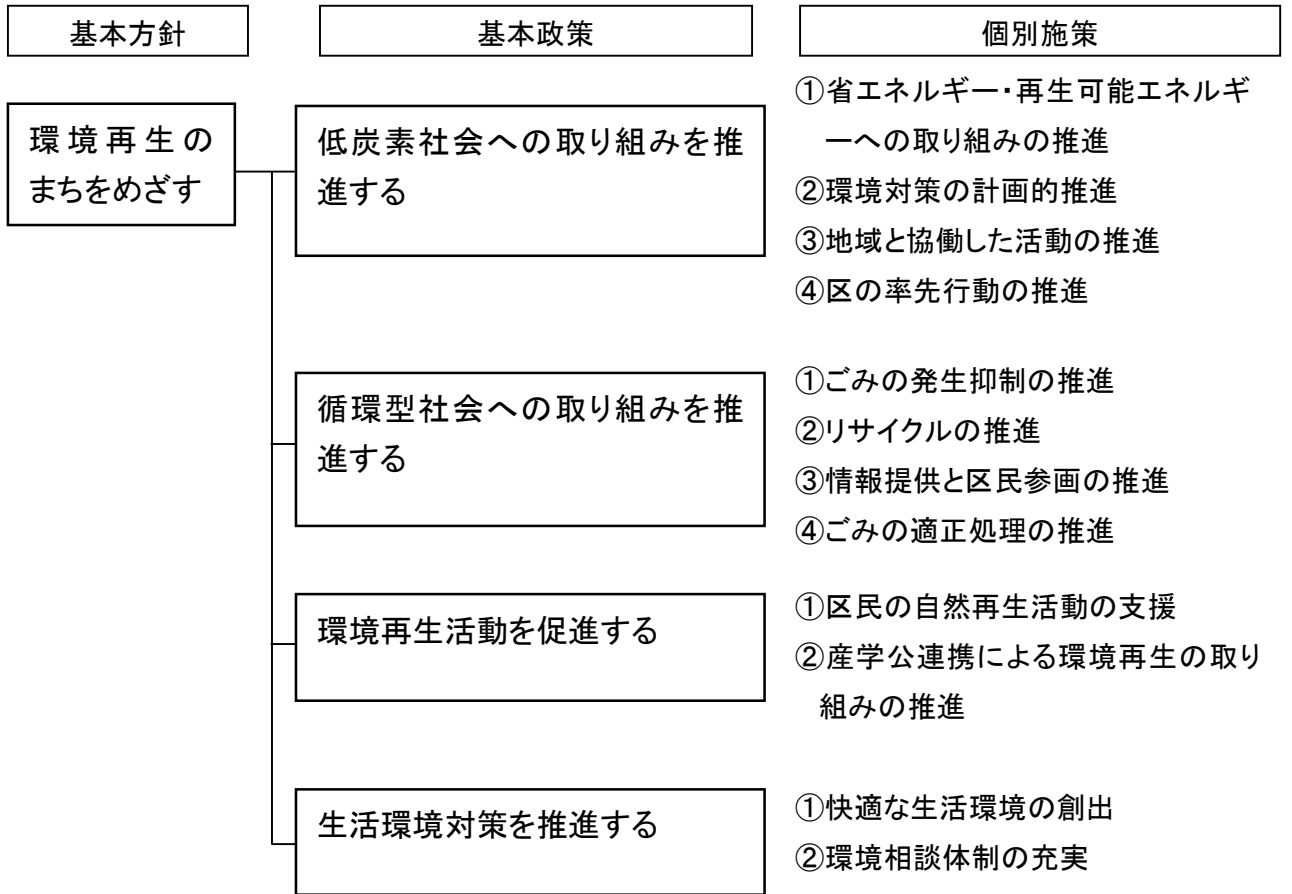 基本方針
基本政策
個別施策
環境再生の
まちをめざす
低炭素社会への取り組みを推
進する
①省エネルギー・再生可能エネルギ
ーへの取り組みの推進
②環境対策の計画的推進
③地域と協働した活動の推進
④区の率先行動の推進
循環型社会への取り組みを推
進する
①ごみの発生抑制の推進
②リサイクルの推進
③情報提供と区民参画の推進
④ごみの適正処理の推進
環境再生活動を促進する
①区民の自然再生活動の支援
②産学公連携による環境再生の取り
組みの推進
生活環境対策を推進する
①快適な生活環境の創出
②環境相談体制の充実